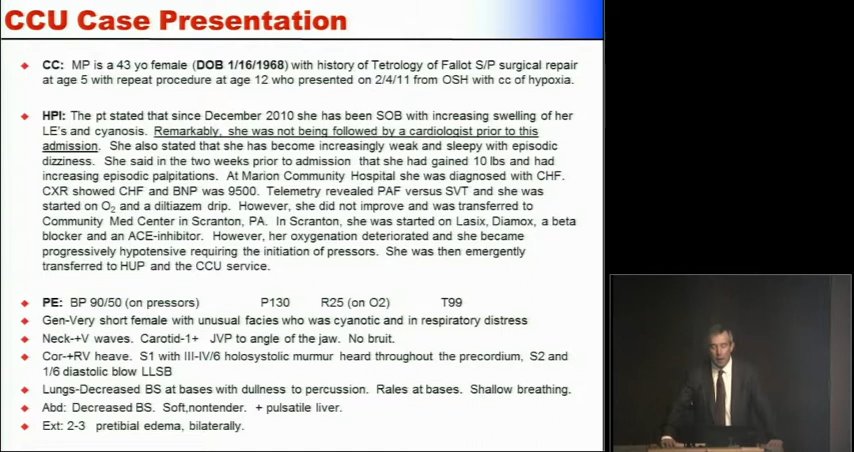 CCU Case Presentation
CC: MP is a 43 yo female (DOB 1/16/1968) with history of Tetrology of Fallot S/P surgical repair
at age 5 with repeat procedure at age 12 who presented on 2/4/11 from OSH with cc of hypoxia.
HPI: The pt stated that since December 2010 she has been SOB with increasing swelling of her
LE's and cyanosis. Remarkably, she was not being followed by a cardiologist prior to this
admission. She also stated that she has become increasingly weak and sleepy with episodic
dizziness. She said in the two weeks prior to admission that she had gained 10 lbs and had
increasing episodic palpitations. At Marion Community Hospital she was diagnosed with CHF.
CXR showed CHF and BNP was 9500. Telemetry revealed PAF versus SVT and she was
started on O2 and a diltiazem drip. However, she did not improve and was transferred to
Community Med Center in Scranton, PA. In Scranton, she was started on Lasix, Diamox, a beta
blocker and an ACE-inhibitor. However, her oxygenation deteriorated and she became
progressively hypotensive requiring the initiation of pressors. She was then emergently
transferred to HUP and the CCU service.
PE: BP 90/50 (on pressors) P130 R25 (on O2) T99
Gen-Very short female with unusual facies who was cyanotic and in respiratory distress
Neck-+V waves. Carotid-1+ JVP to angle of the jaw. No bruit.
Cor-+RV heave. S1 with III-IV/6 holosystolic murmur heard throughout the precordium, S2 and
1/6 diastolic blow LLSB
Lungs-Decreased BS at bases with dullness to percussion. Rales at bases. Shallow breathing.
Abd: Decreased BS. Soft,nontender. + pulsatile liver.
Ext: 2-3 pretibial edema, bilaterally.